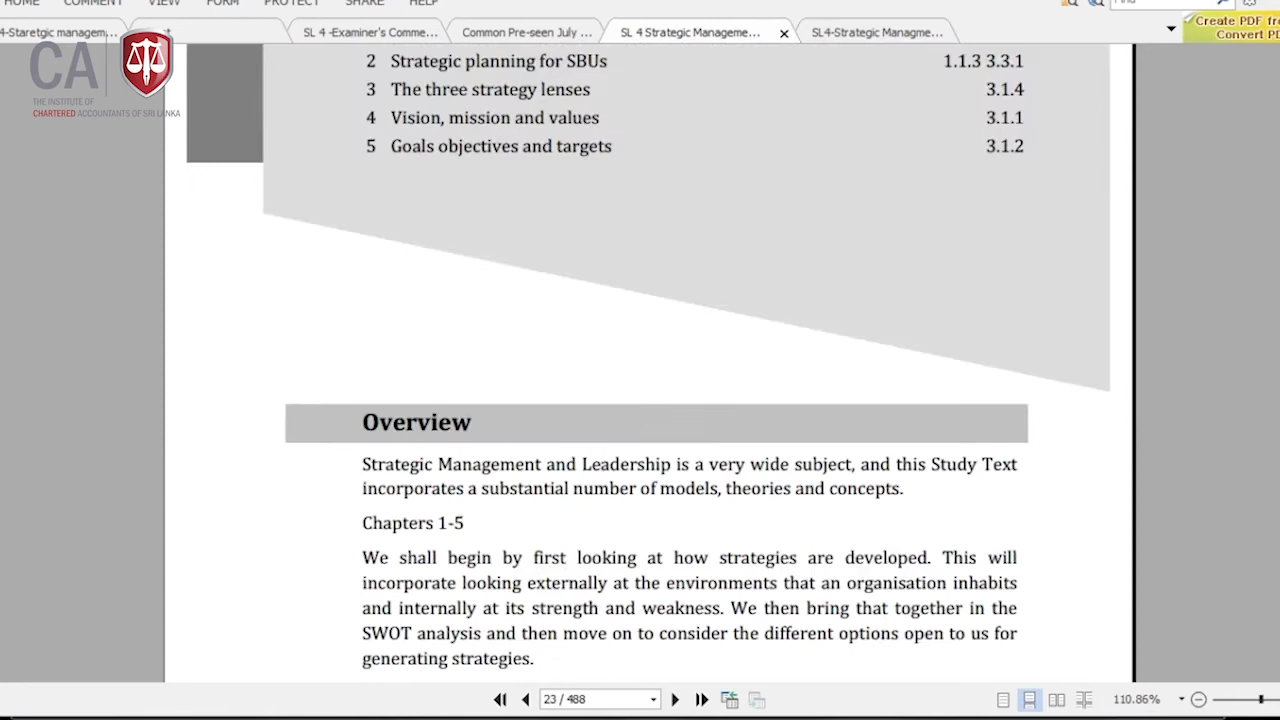 HOME COMMENT VIEW FORM PROTECT SHARE HELP
Find
4-Staretgic managem...
SL 4 -Examiner's Comme...
Common Pre-seen July ...
SL 4 Strategic Manageme...
SL4-Strategic Managme...
Create PDF fro
Convert PD
CA
THE INSTITUTE OF
CHARTERED ACCOUNTANTS OF SRI LANKA
2 Strategic planning for SBUs 1.1.3 3.3.1
3 The three strategy lenses 3.1.4
4 Vision, mission and values 3.1.1
5 Goals objectives and targets 3.1.2
Overview
Strategic Management and Leadership is a very wide subject, and this Study Text
incorporates a substantial number of models, theories and concepts.
Chapters 1-5
We shall begin by first looking at how strategies are developed. This will
incorporate looking externally at the environments that an organisation inhabits
and internally at its strength and weakness. We then bring that together in the
SWOT analysis and then move on to consider the different options open to us for
generating strategies.
23 / 488
110.86%